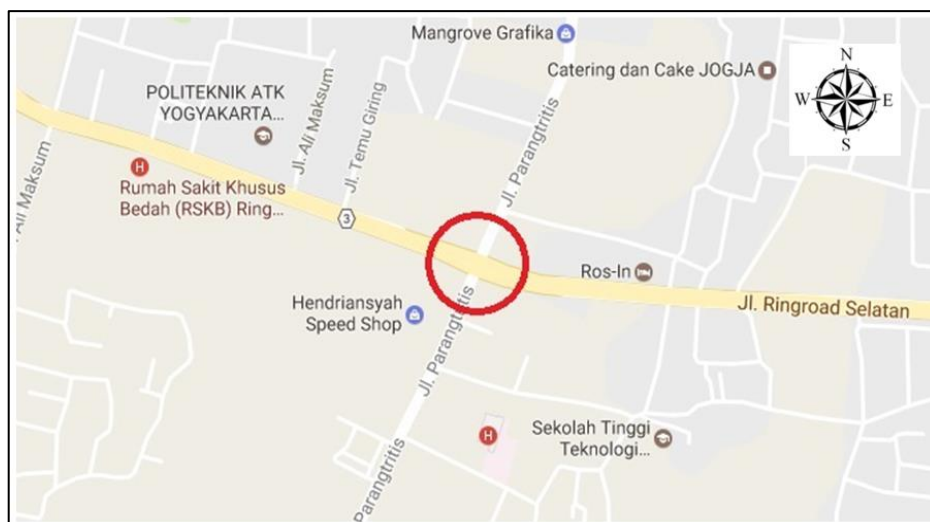 Mangrove Grafika
Catering dan Cake JOGJA
N
W
E
S
POLITEKNIK ATK
YOGYAKARTA...
Jl. Ali Maksum
Jl. Temu Giring
Jl. Parangtritis
Ali Maksum
Rumah Sakit Khusus
Bedah (RSKB) Ring...
H
3
Ros-In
Hendriansyah
Speed Shop
Jl. Ringroad Selatan
Jl. Parangtritis
Parangtritis
H
Sekolah Tinggi
Teknologi...